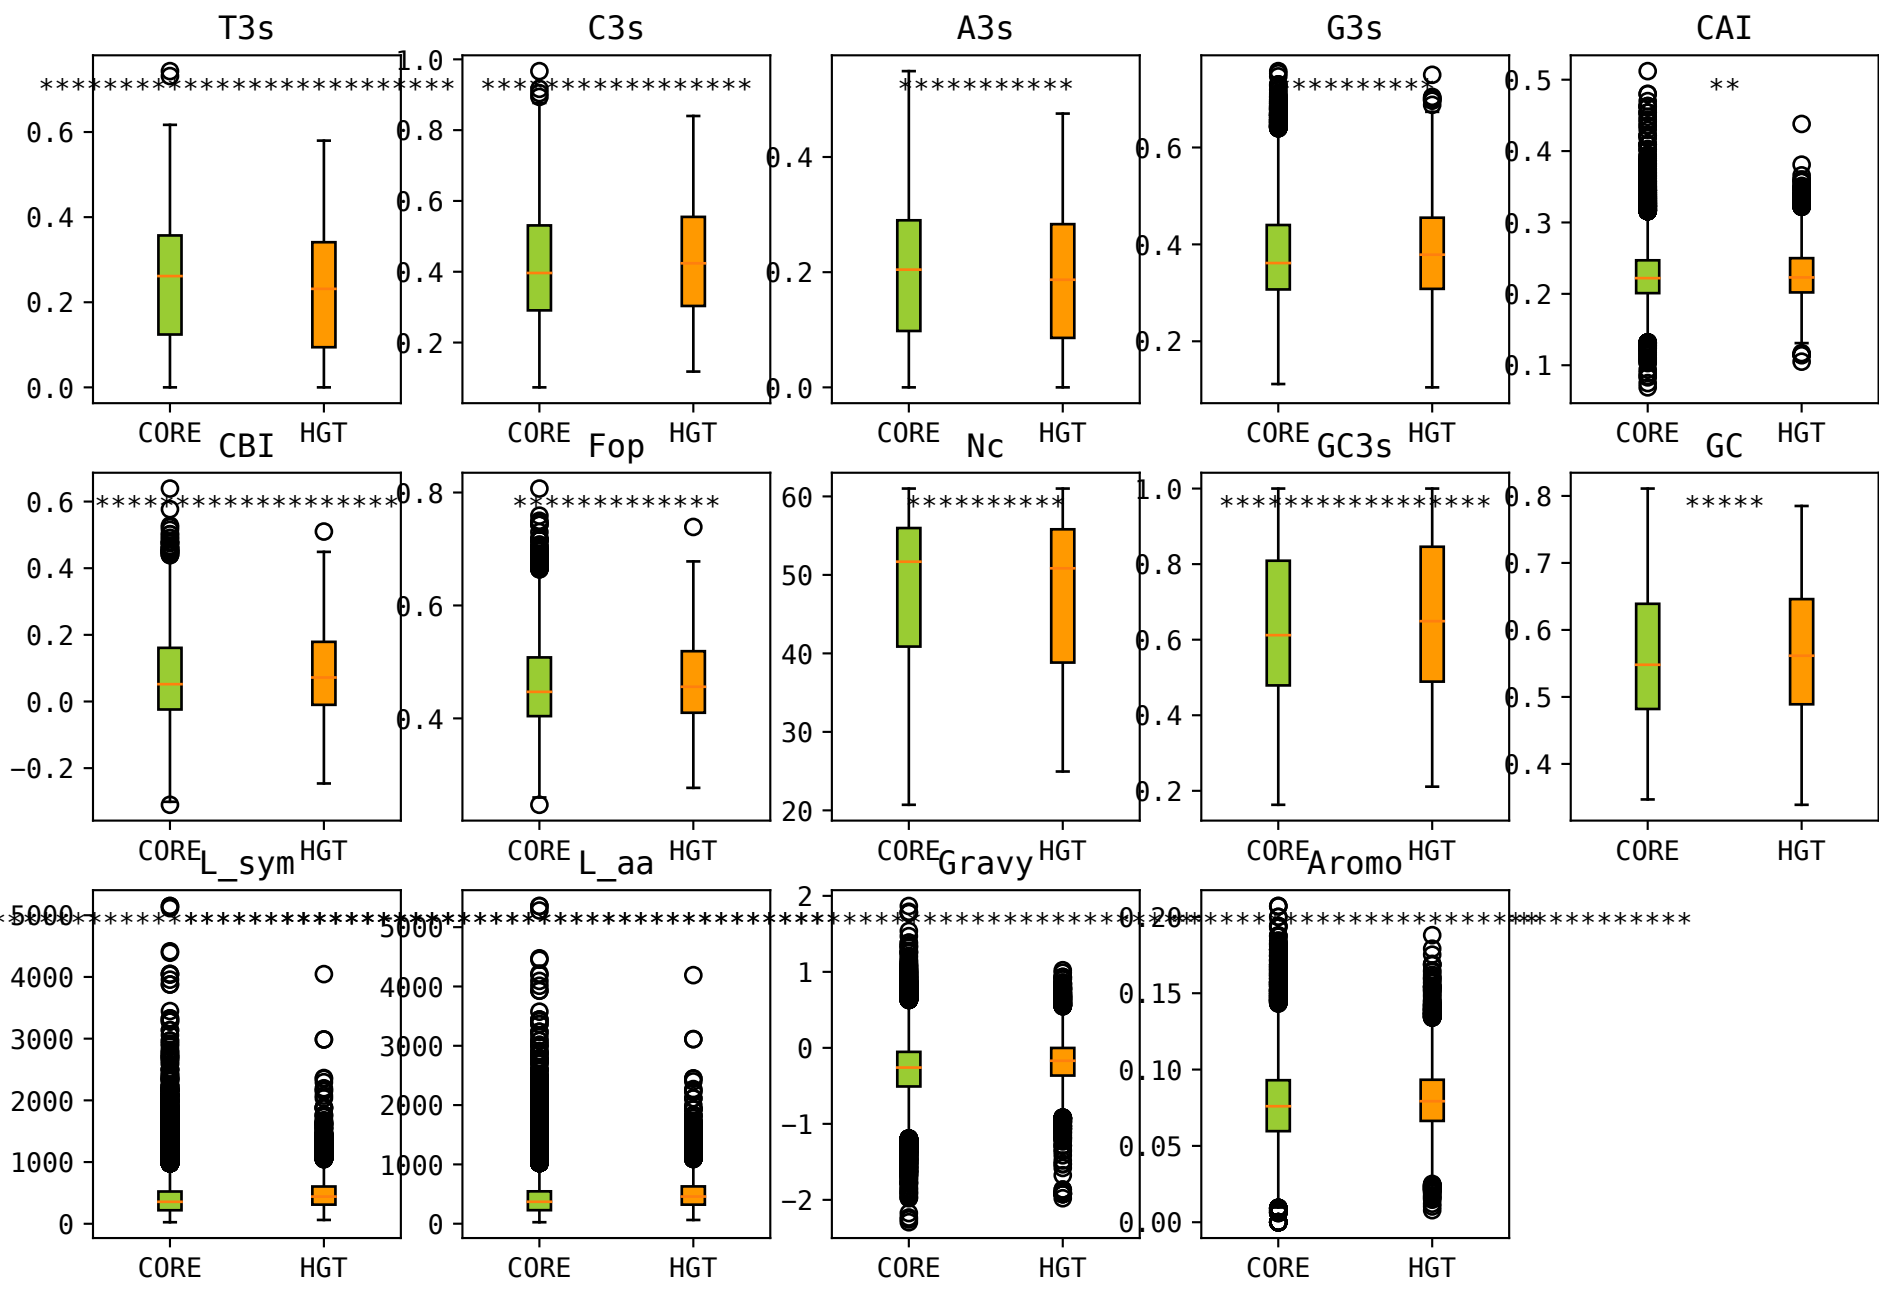 T3s
**************************
0.6
0.4
0.2
0.0
CORE HGT
C3s
*****************
1.0
0.8
0.6
0.4
0.2
CORE HGT
A3s
***********
0.4
0.2
0.0
CORE HGT
G3s
**********
0.6
0.4
0.2
CORE HGT
CAI
**
0.5
0.4
0.3
0.2
0.1
CORE HGT
CBI
*******************
0.6
0.4
0.2
0.0
−0.2
CORE HGT
Fop
*************
0.8
0.6
0.4
CORE HGT
Nc
**********
60
50
40
30
20
CORE HGT
GC3s
*****************
1.0
0.8
0.6
0.4
0.2
CORE HGT
GC
*****
0.8
0.7
0.6
0.5
0.4
CORE HGT
L_sym
5000
4000
3000
2000
1000
0
CORE HGT
L_aa
5000
4000
3000
2000
1000
0
CORE HGT
Gravy
2
1
0
−1
−2
CORE HGT
Aromo
0.20
0.15
0.10
0.05
0.00
CORE HGT